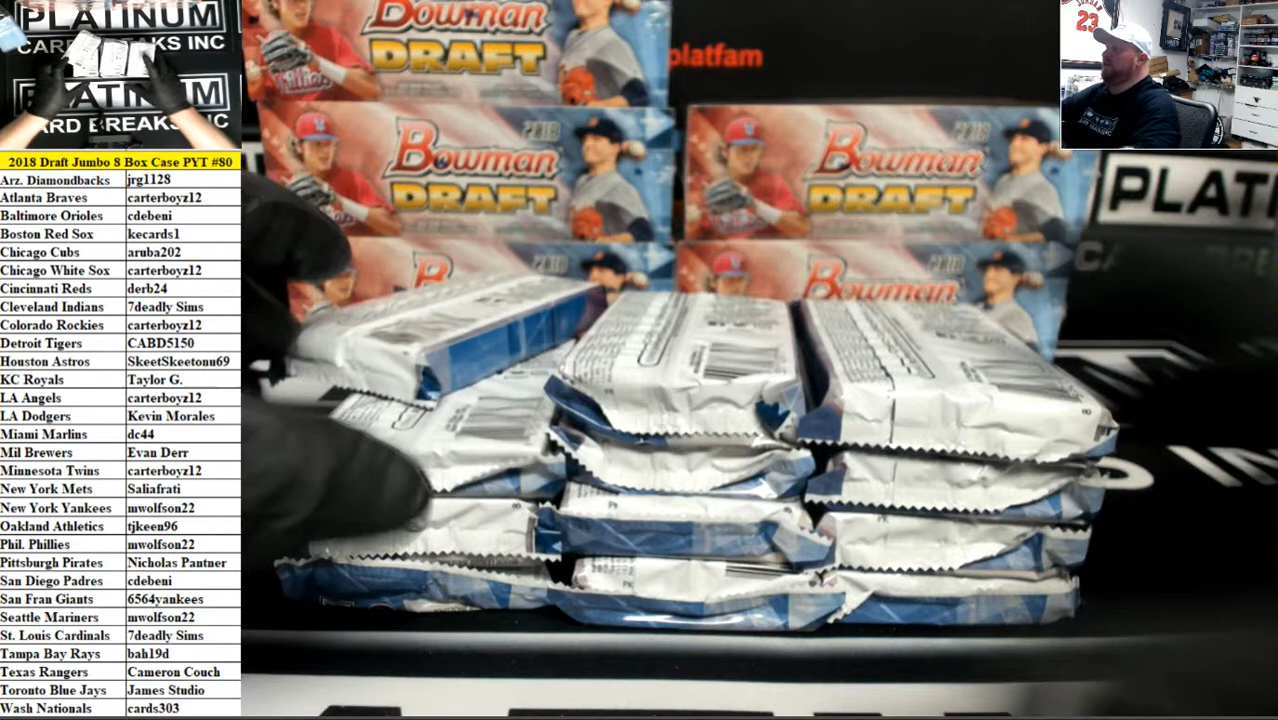 PLATINUM
CARD BREAKS INC
PLATINUM
CARD BREAKS INC
2018 Draft Jumbo 8 Box Case PYT #80
Arz. Diamondbacks jrg1128
Atlanta Braves carterboyz12
Baltimore Orioles cdebeni
Boston Red Sox kecards1
Chicago Cubs aruba202
Chicago White Sox carterboyz12
Cincinnati Reds derb24
Cleveland Indians 7deadly Sims
Colorado Rockies carterboyz12
Detroit Tigers CABD5150
Houston Astros SkeetSkeetonu69
KC Royals Taylor G.
LA Angels carterboyz12
LA Dodgers Kevin Morales
Miami Marlins dc44
Mil Brewers Evan Derr
Minnesota Twins carterboyz12
New York Mets Saliafrati
New York Yankees mwolfson22
Oakland Athletics tjkeen96
Phil. Phillies mwolfson22
Pittsburgh Pirates Nicholas Pantner
San Diego Padres cdebeni
San Fran Giants 6564yankees
Seattle Mariners mwolfson22
St. Louis Cardinals 7deadly Sims
Tampa Bay Rays bah19d
Texas Rangers Cameron Couch
Toronto Blue Jays James Studio
Wash Nationals cards303
Bowman
DRAFT
Phillies
platfam
2018
Bowman
DRAFT
2018
Bowman
DRAFT
2018
B
2018
Bowman
PLATI
JORDAN
23